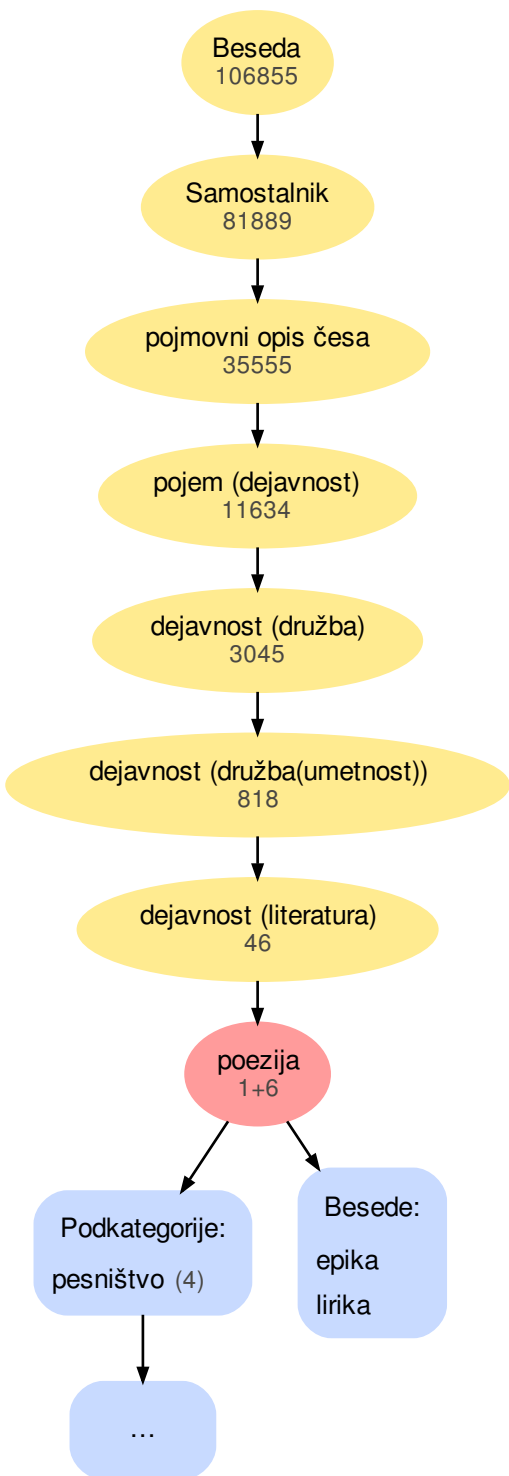 Beseda
106855
Samostalnik
81889
pojmovni opis česa
35555
pojem (dejavnost)
11634
dejavnost (družba)
3045
dejavnost (družba(umetnost))
818
dejavnost (literatura)
46
poezija
1+6
Podkategorije:
pesništvo (4)
Besede:
epika
lirika
...